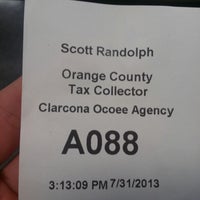 Scott Randolph
Orange County
Tax Collector
Clarcona Ocoee Agency
A088
3:13:09 PM 7/31/2013